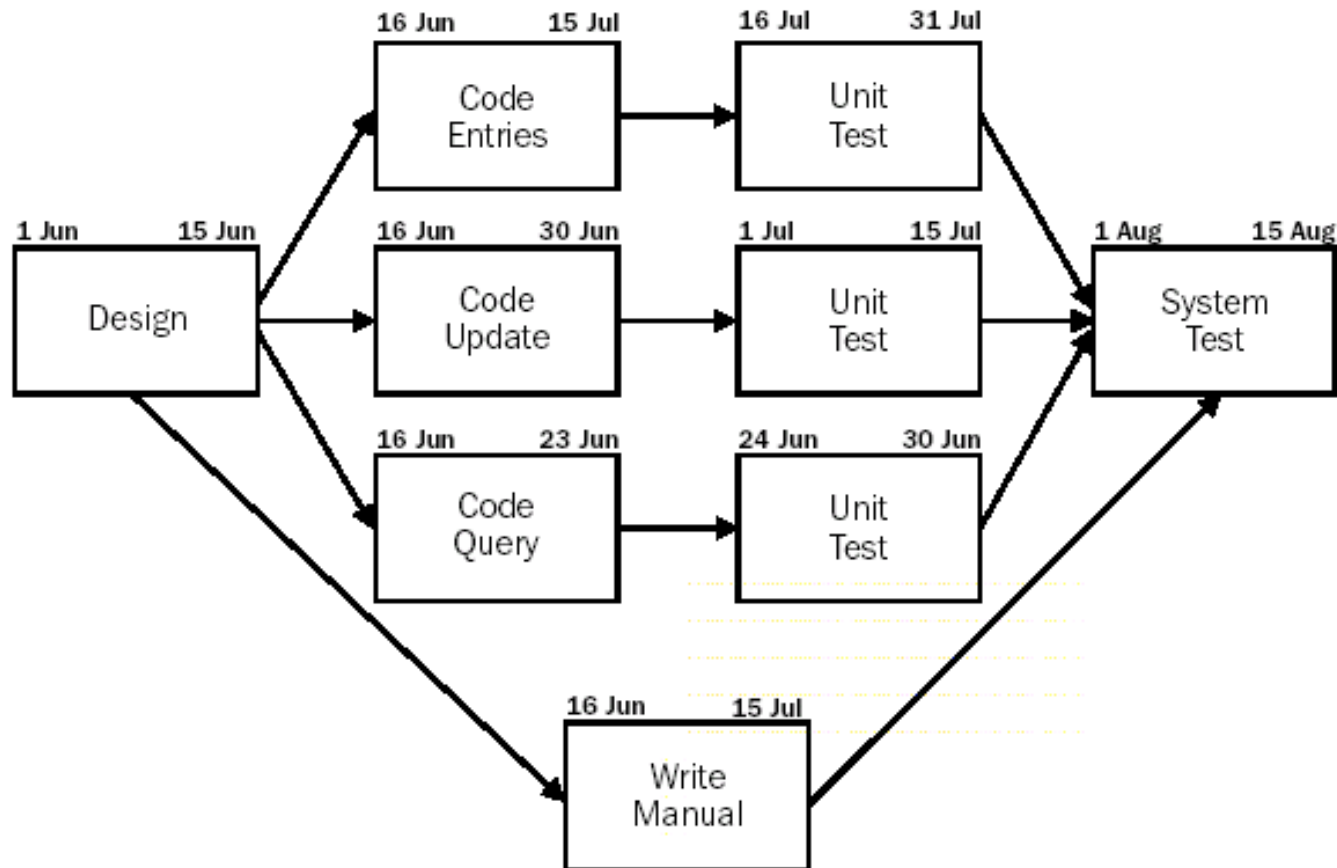 16 Jun 15 Jul
Code
Entries
16 Jul 31 Jul
Unit
Test
1 Jun 15 Jun
Design
16 Jun 30 Jun
Code
Update
1 Jul 15 Jul
Unit
Test
1 Aug 15 Aug
System
Test
16 Jun 23 Jun
Code
Query
24 Jun 30 Jun
Unit
Test
16 Jun 15 Jul
Write
Manual